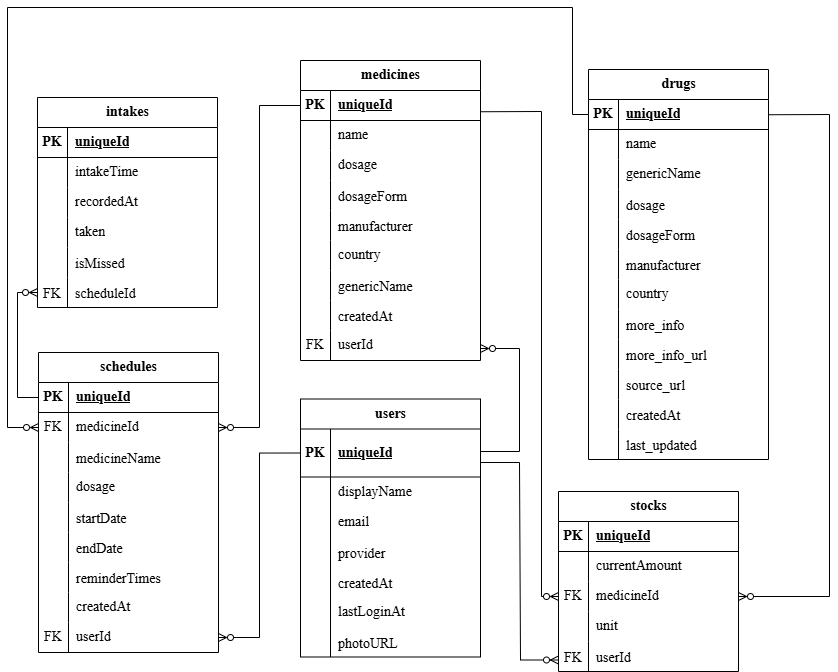 intakes
PK uniqueId
intakeTime
recordedAt
taken
isMissed
FK scheduleId
schedules
PK uniqueId
FK medicineId
medicineName
dosage
startDate
endDate
reminderTimes
createdAt
FK userId
medicines
PK uniqueId
name
dosage
dosageForm
manufacturer
country
genericName
createdAt
FK userId
users
PK uniqueId
displayName
email
provider
createdAt
lastLoginAt
photoURL
drugs
PK uniqueId
name
genericName
dosage
dosageForm
manufacturer
country
more_info
more_info_url
source_url
createdAt
last_updated
stocks
PK uniqueId
currentAmount
FK medicineId
unit
FK userId